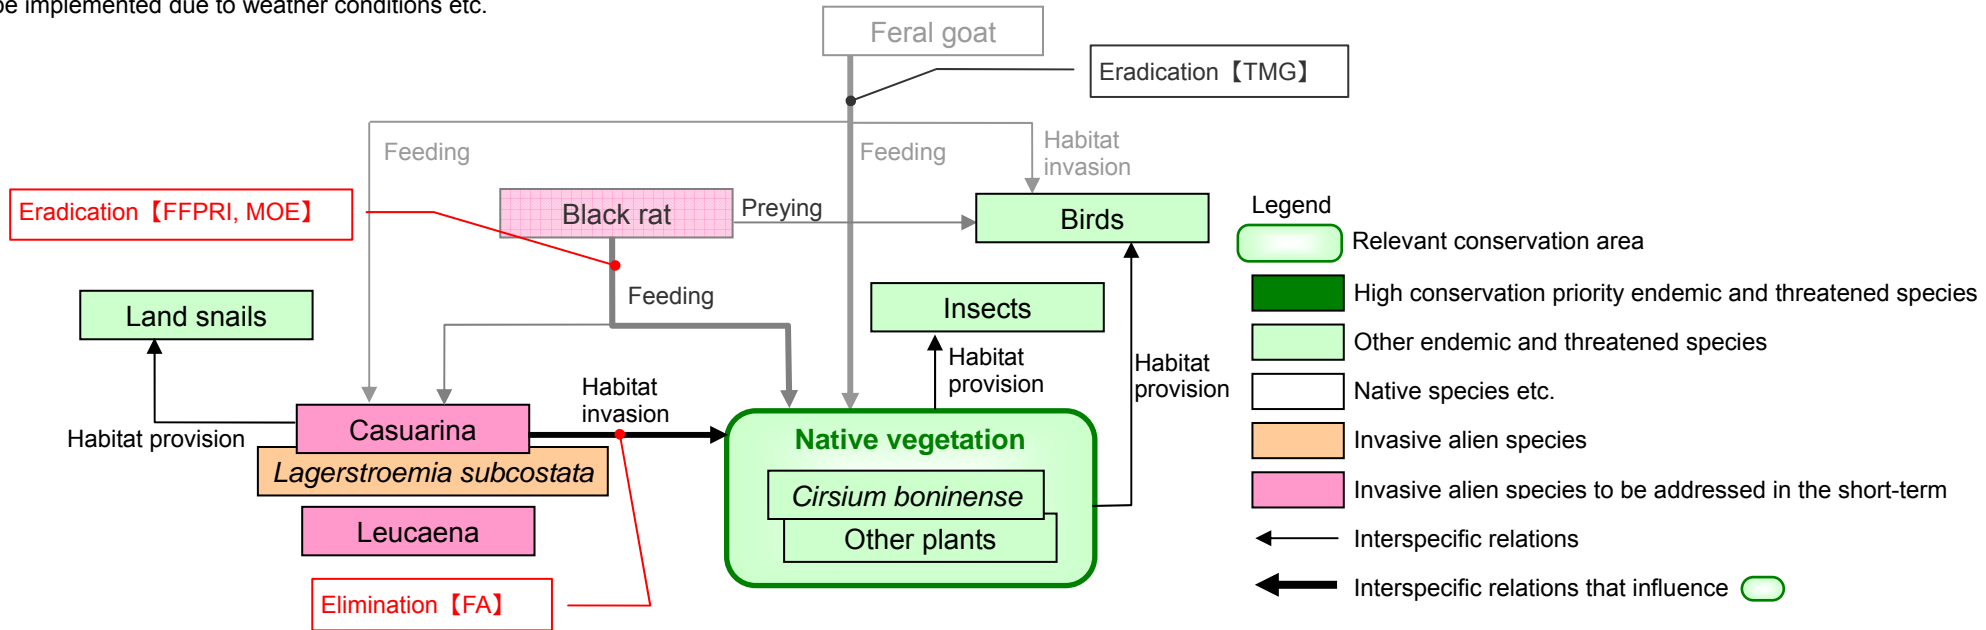 be implemented due to weather conditions etc.
Feral goat
Eradication【TMG】
Feeding
Feeding
Habitat
invasion
Eradication【FFPRI, MOE】
Black rat
Preying
Birds
Feeding
Land snails
Insects
Habitat
provision
Habitat
provision
Habitat
invasion
Habitat provision
Casuarina
Lagerstroemia subcostata
Leucaena
Native vegetation
Cirsium boninense
Other plants
Elimination【FA】
Legend
Relevant conservation area
High conservation priority endemic and threatened species
Other endemic and threatened species
Native species etc.
Invasive alien species
Invasive alien species to be addressed in the short-term
Interspecific relations
Interspecific relations that influence